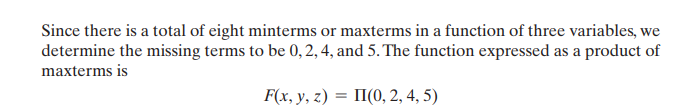 Since there is a total of eight minterms or maxterms in a function of three variables, we
determine the missing terms to be 0, 2, 4, and 5. The function expressed as a product of
maxterms is
F(x, y, z) = Π(0, 2, 4, 5)